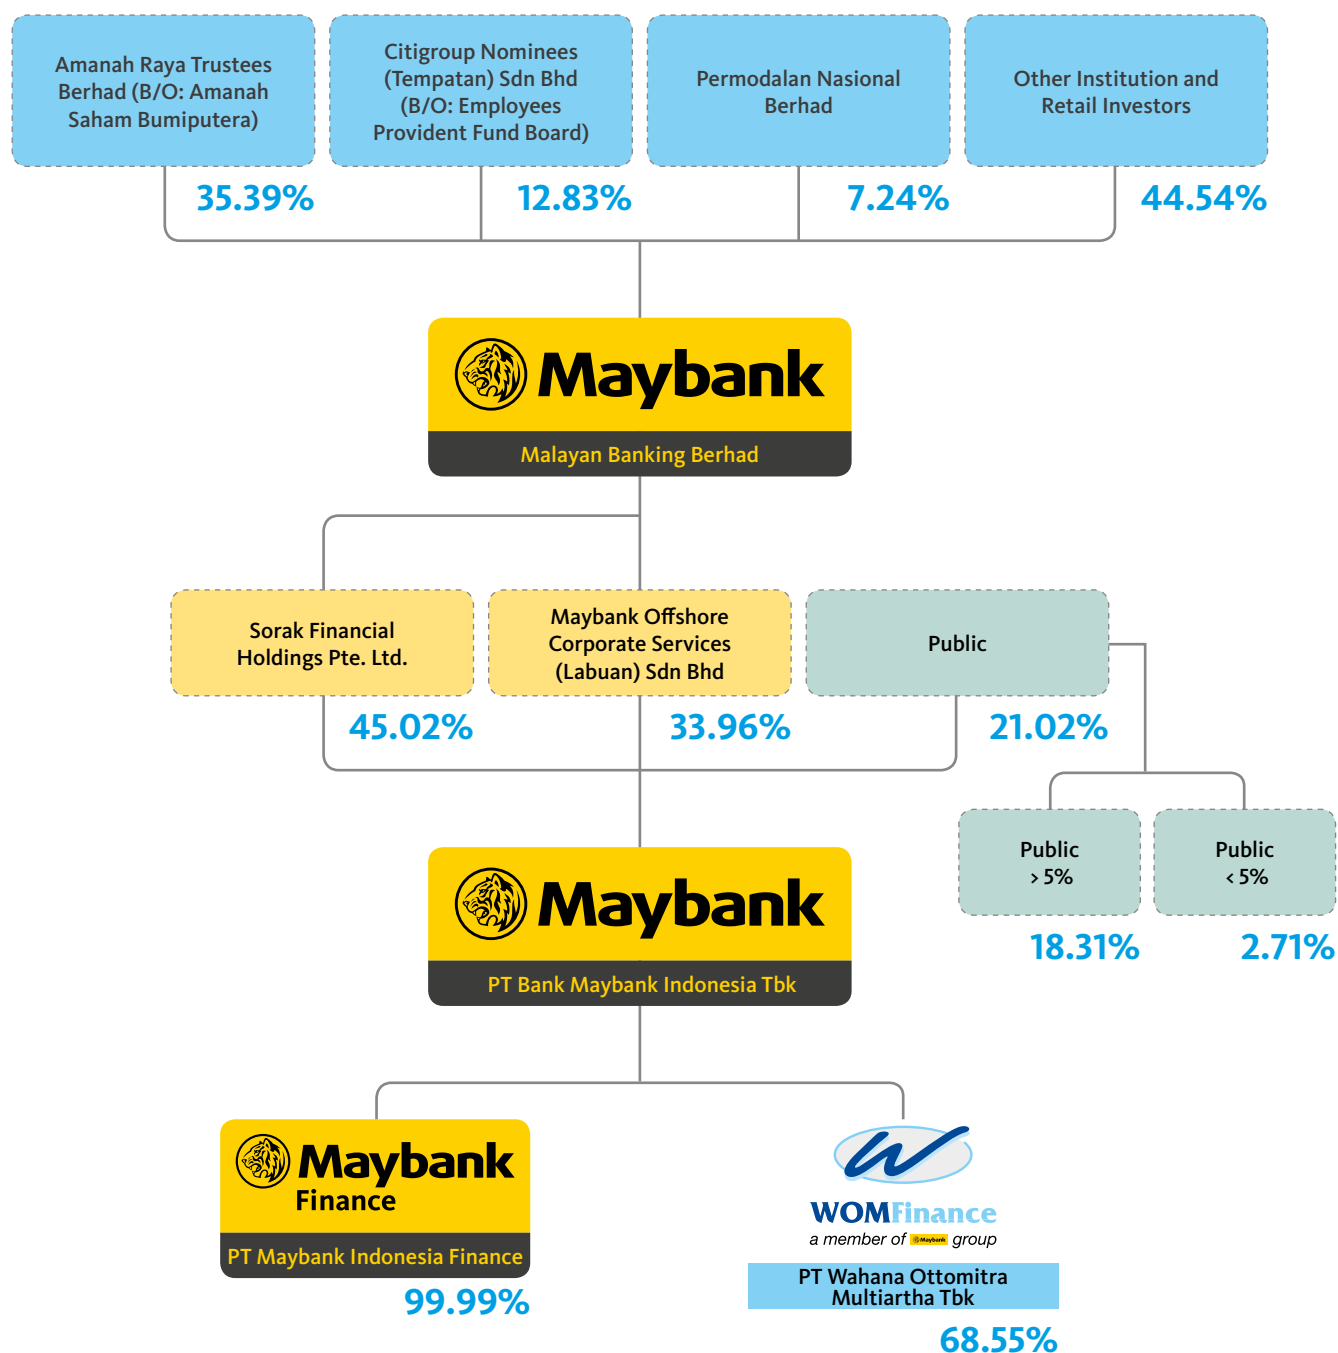 Amanah Raya Trustees
Berhad (B/O: Amanah
Saham Bumiputera)
35.39%
Citigroup Nominees
(Tempatan) Sdn Bhd
(B/O: Employees
Provident Fund Board)
12.83%
Permodalan Nasional
Berhad
7.24%
Other Institution and
Retail Investors
44.54%
Maybank
Malayan Banking Berhad
Sorak Financial
Holdings Pte. Ltd.
45.02%
Maybank Offshore
Corporate Services
(Labuan) Sdn Bhd
33.96%
Public
21.02%
Public
> 5%
18.31%
Public
< 5%
2.71%
Maybank
PT Bank Maybank Indonesia Tbk
Maybank
Finance
PT Maybank Indonesia Finance
99.99%
W
WOMFinance
a member of Maybank group
PT Wahana Ottomitra
Multiartha Tbk
68.55%